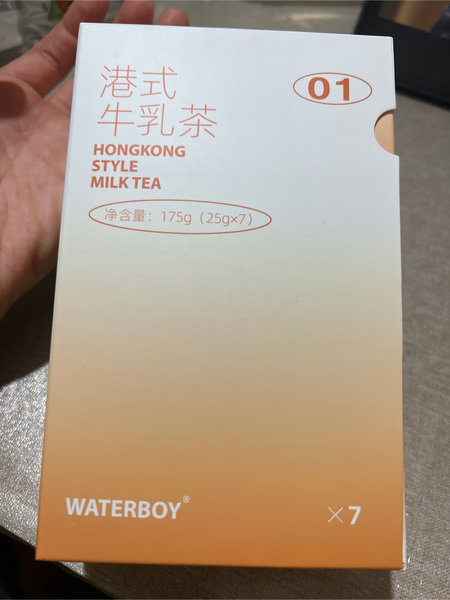 港式
牛乳茶
01
HONGKONG
STYLE
MILK TEA
净含量：175g（25g×7）
WATERBOY®
×7